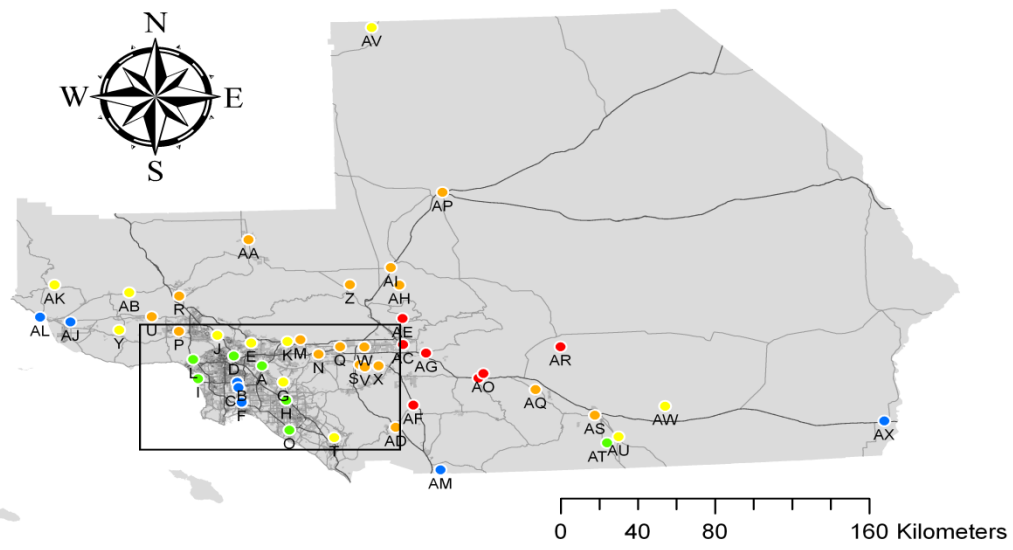 N
W E
S
AV
AP
AA
AI
Z AH
AK
AB
R
AL
AJ
Y
U
P
AE
J
E
K
M
N
Q
W
AC
AG
AR
L
D
A
S
V
X
I
C
B
G
H
F
AO
AQ
AF
AS
AW
O
T
AD
AT
AU
AX
AM
0 40 80 160 Kilometers